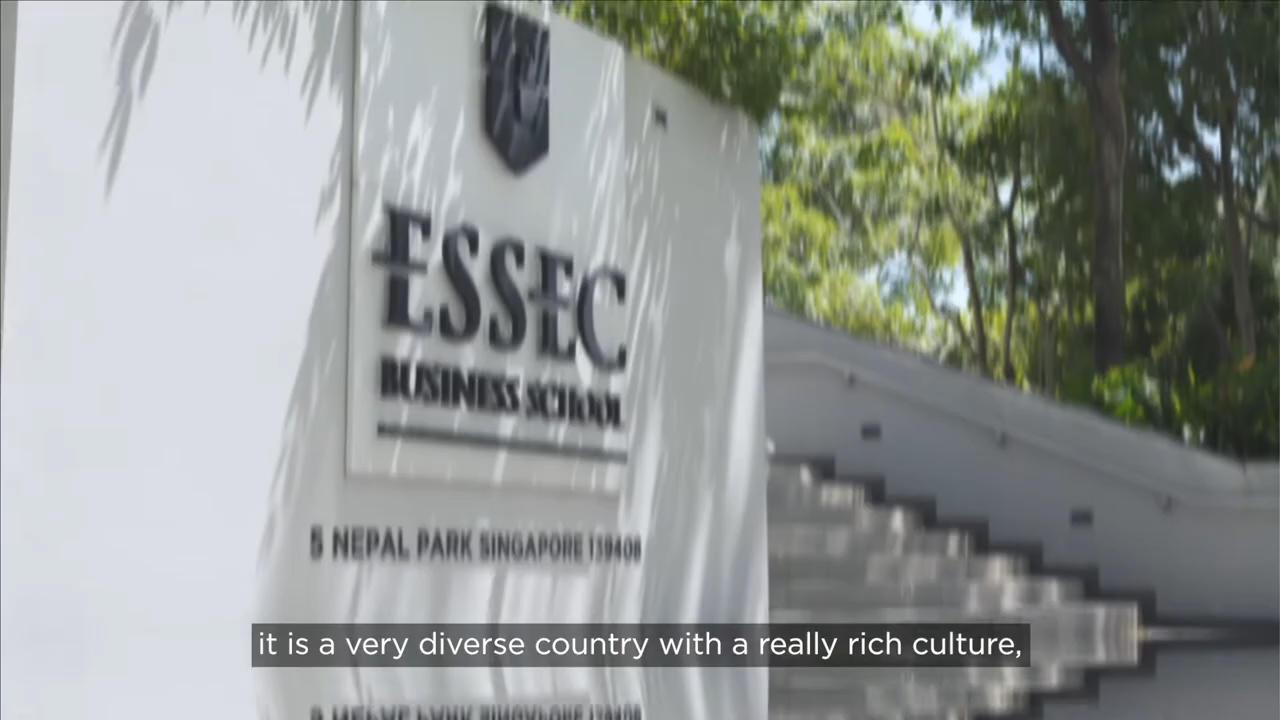 ESSEC
BUSINESS SCHOOL
5 NEPAL PARK SINGAPORE 139408
it is a very diverse country with a really rich culture,